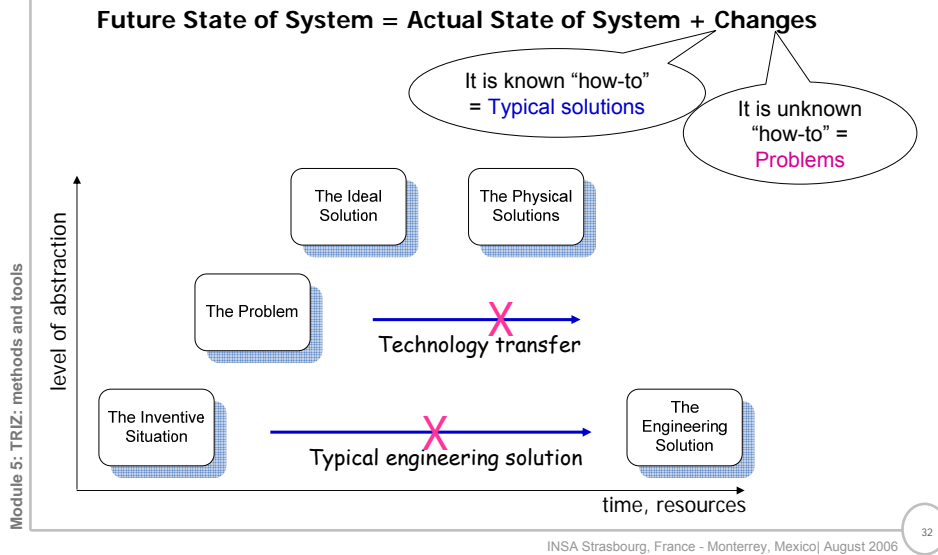 Future State of System = Actual State of System + Changes
It is known “how-to”
= Typical solutions
It is unknown
“how-to” =
Problems
level of abstraction
The Ideal
Solution
The Physical
Solutions
The Problem
Technology transfer
The Inventive
Situation
Typical engineering solution
The
Engineering
Solution
time, resources
Module 5: TRIZ: methods and tools
INSA Strasbourg, France - Monterrey, Mexico| August 2006
32